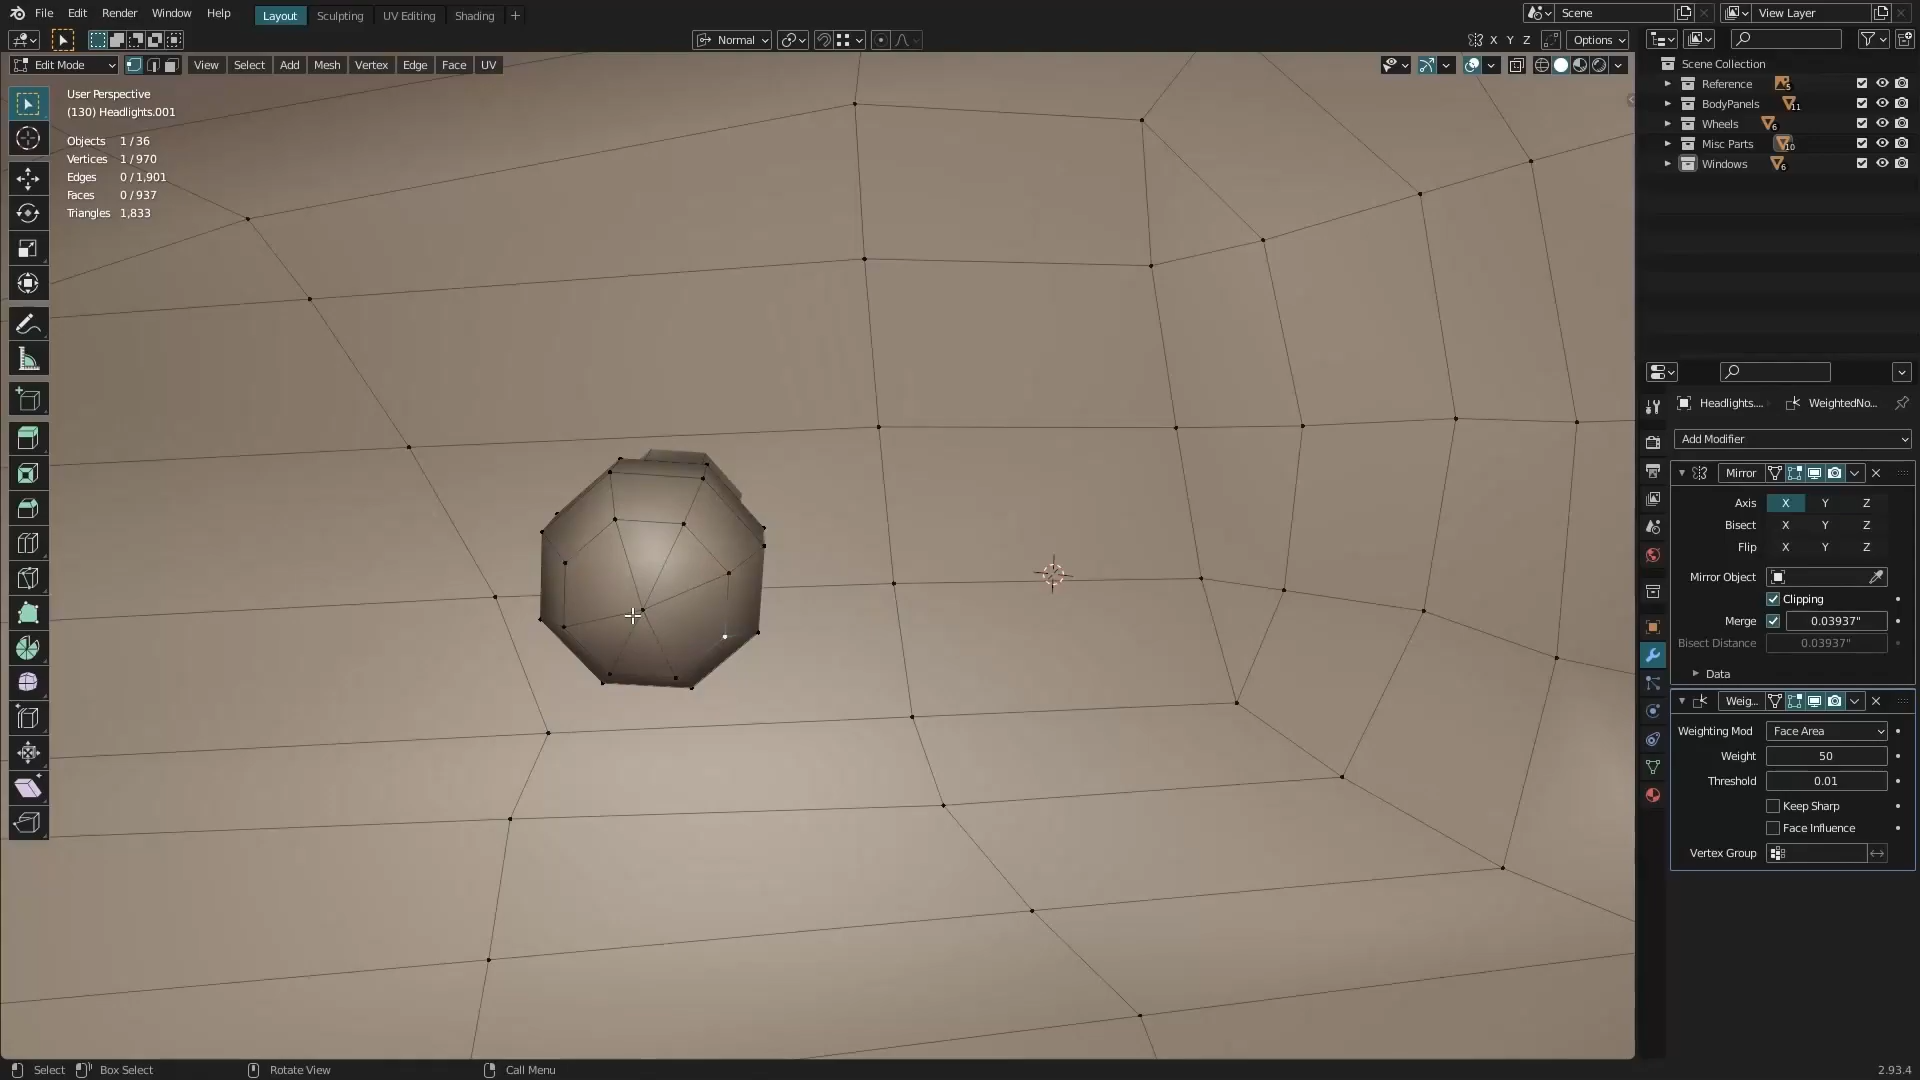 File Edit Render Window Help Layout Sculpting UV Editing Shading + Scene View Layer
Normal X Y Z Options
Edit Mode View Select Add Mesh Vertex Edge Face UV
User Perspective
(130) Headlights.001
Objects 1 / 36
Vertices 1 / 970
Edges 0 / 1,901
Faces 0 / 937
Triangles 1,833
Scene Collection
Reference 5
BodyPanels 11
Wheels 6
Misc Parts 10
Windows 6
Headlights.... WeightedNo...
Add Modifier
Mirror
Axis X Y Z
Bisect X Y Z
Flip X Y Z
Mirror Object
Clipping
Merge 0.03937"
Bisect Distance 0.03937"
Data
Weig...
Weighting Mod Face Area
Weight 50
Threshold 0.01
Keep Sharp
Face Influence
Vertex Group
Select Box Select Rotate View Call Menu 2.93.4